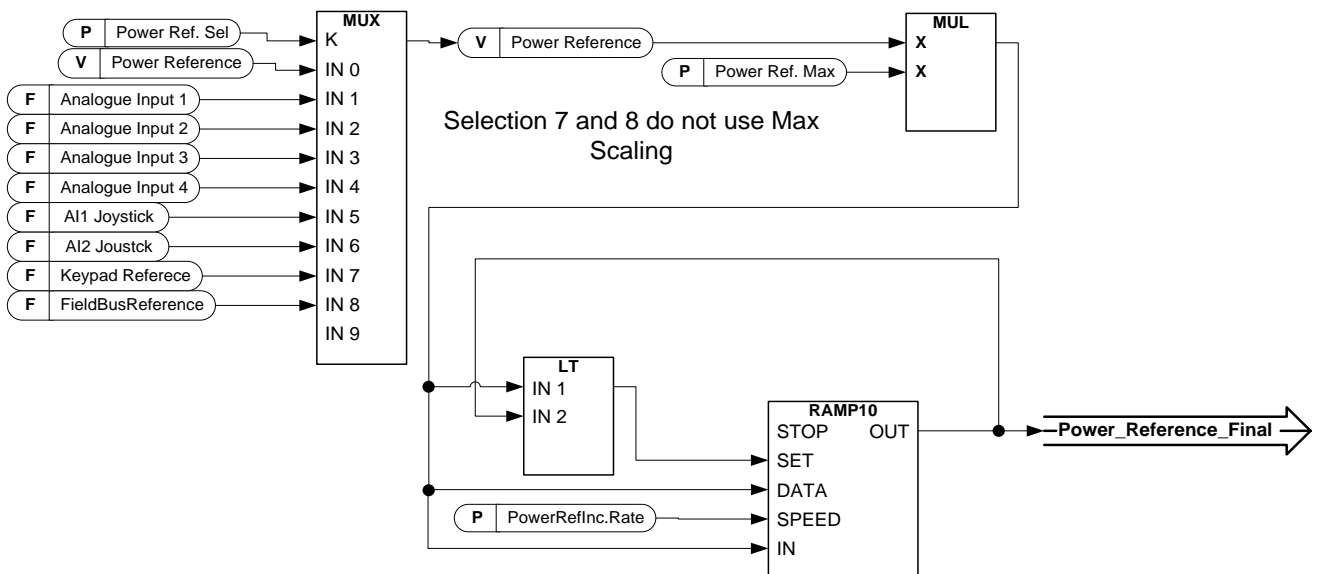 MUX
P Power Ref. Sel K
V Power Reference IN 0
F Analogue Input 1 IN 1
F Analogue Input 2 IN 2
F Analogue Input 3 IN 3
F Analogue Input 4 IN 4
F AI1 Joystick IN 5
F AI2 Joustck IN 6
F Keypad Referece IN 7
F FieldBusReference IN 8
IN 9
V Power Reference
P Power Ref. Max
MUL
X
X
Selection 7 and 8 do not use Max
Scaling
LT
IN 1
IN 2
RAMP10
STOP OUT
SET
DATA
P PowerRefInc.Rate SPEED
IN
Power_Reference_Final